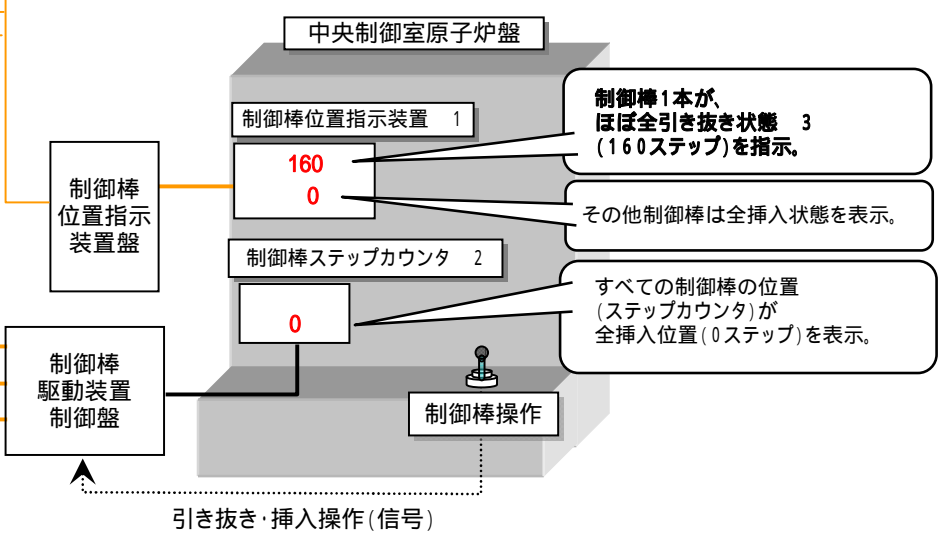 中央制御室原子炉盤
制御棒位置指示装置 1
160
0
制御棒1本が、
ほぼ全引き抜き状態 3
(160ステップ)を指示。
その他制御棒は全挿入状態を表示。
制御棒
位置指示
装置盤
制御棒ステップカウンタ 2
0
すべての制御棒の位置
(ステップカウンタ)が
全挿入位置(0ステップ)を表示。
制御棒
駆動装置
制御盤
制御棒操作
引き抜き・挿入操作(信号)